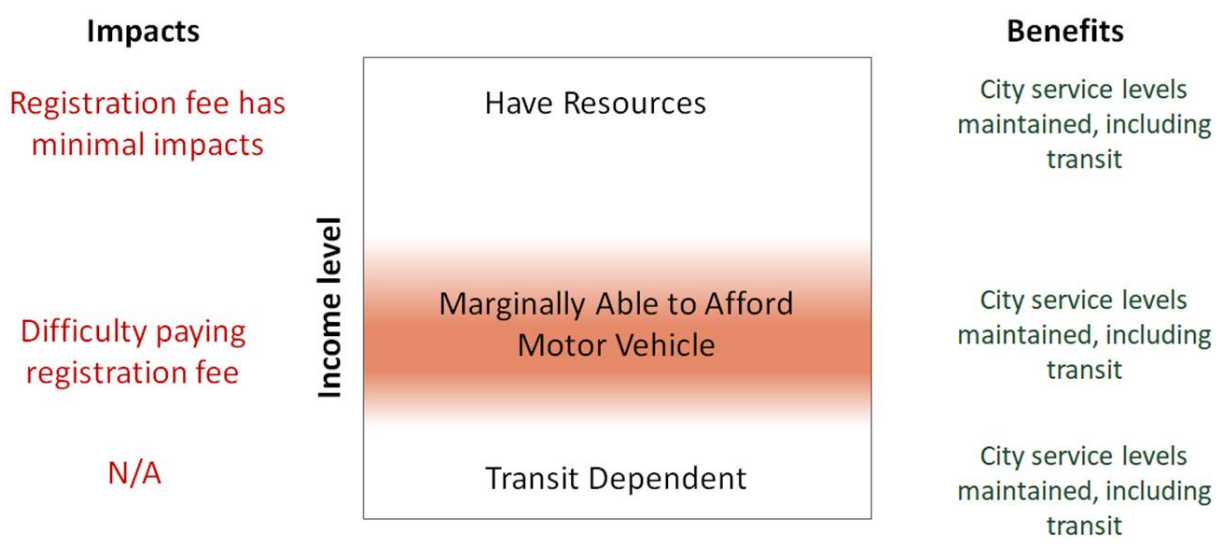 Impacts
Benefits
Registration fee has
minimal impacts
Have Resources
City service levels
maintained, including
transit
Income level
Difficulty paying
registration fee
Marginally Able to Afford
Motor Vehicle
City service levels
maintained, including
transit
N/A
Transit Dependent
City service levels
maintained, including
transit